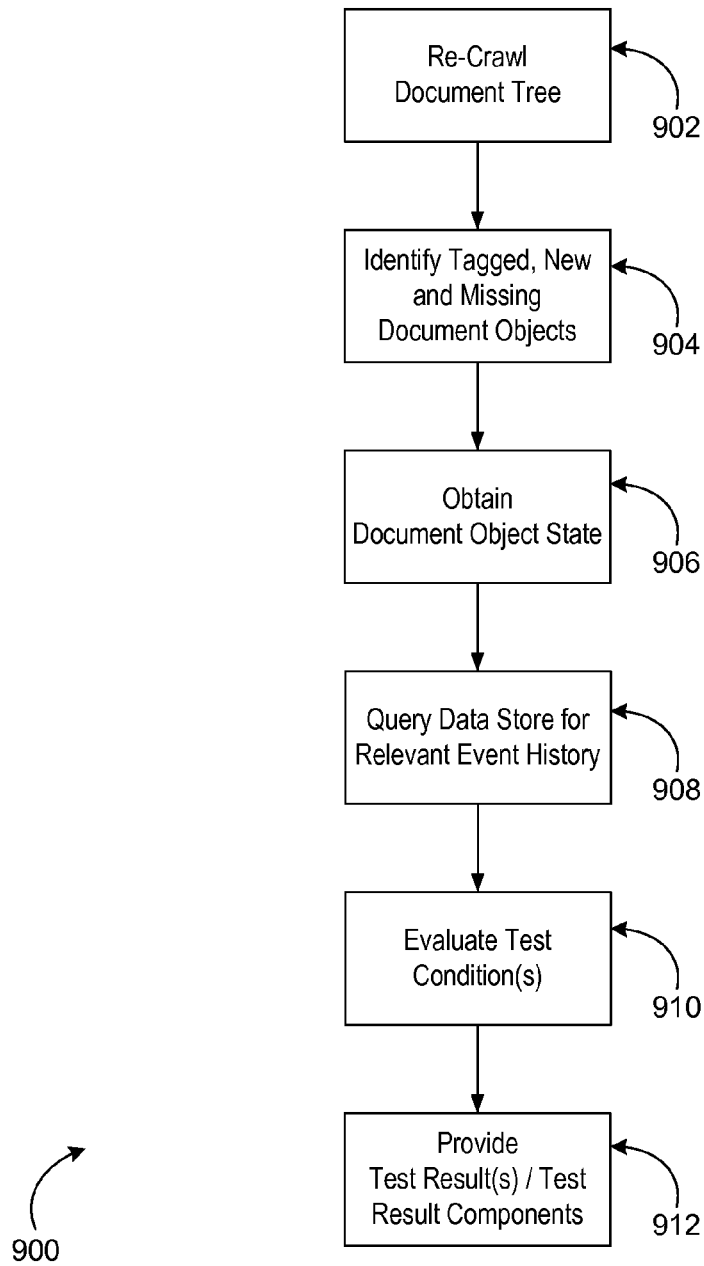 Re-Crawl
Document Tree
902
Identify Tagged, New
and Missing
Document Objects
904
Obtain
Document Object State
906
Query Data Store for
Relevant Event History
908
Evaluate Test
Condition(s)
910
Provide
Test Result(s) / Test
Result Components
912
900